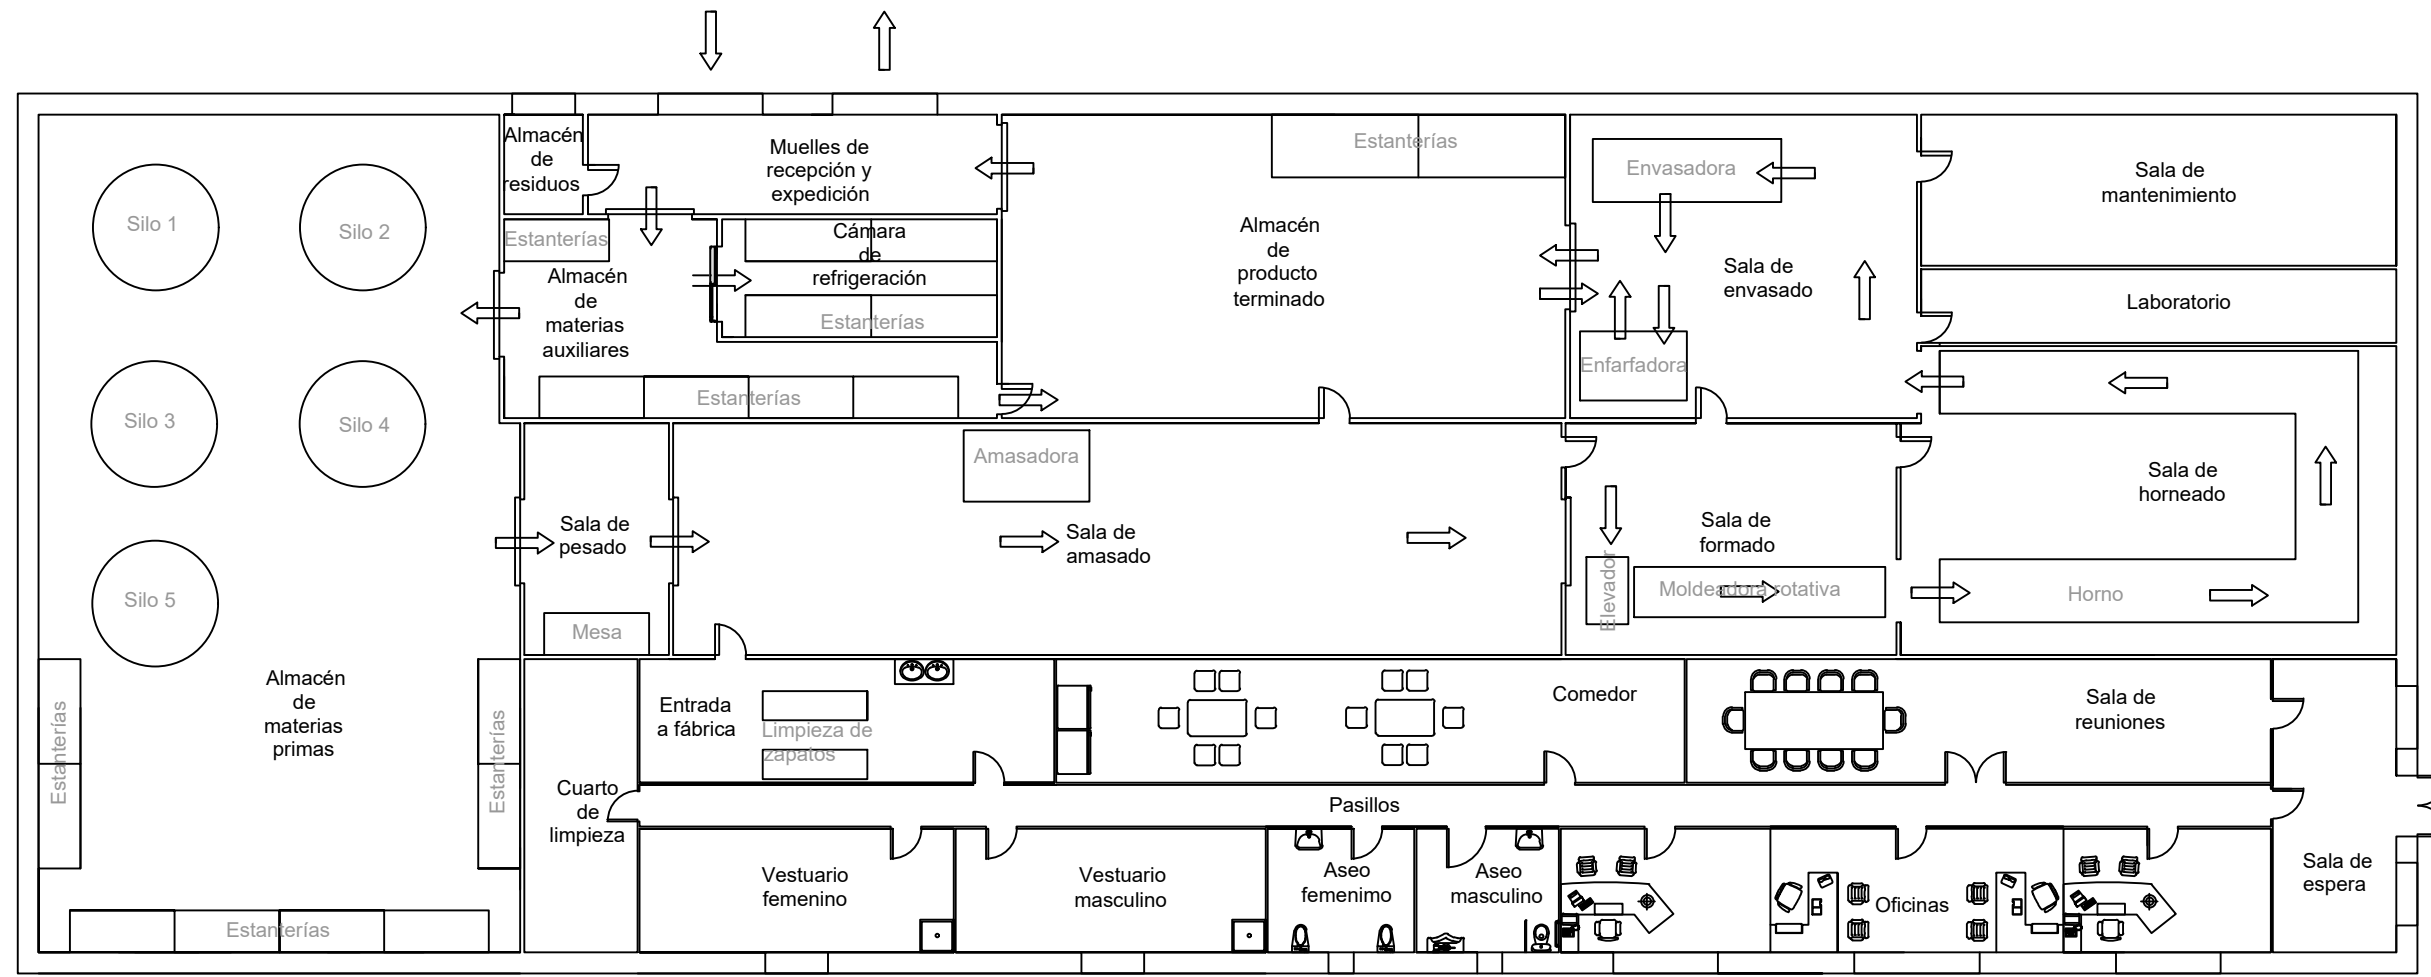 Almacén
de
residuos
Muelles de
recepción y
expedición
Estanterías
Envasadora
Sala de
mantenimiento
Silo 1
Silo 2
Estanterías
Cámara
de
refrigeración
Almacén
de
materias
auxiliares
Estanterías
Almacén
de
producto
terminado
Sala de
envasado
Laboratorio
Enfarfadora
Estanterías
Silo 3
Silo 4
Amasadora
Sala de
horneado
Sala de
pesado
Sala de
amasado
Sala de
formado
Elevador
Moldeadora rotativa
Horno
Silo 5
Mesa
Almacén
de
materias
primas
Estanterías
Estanterías
Estanterías
Entrada
a fábrica
Limpieza de
zapatos
Comedor
Sala de
reuniones
Cuarto
de
limpieza
Pasillos
Vestuario
femenino
Vestuario
masculino
Aseo
femenimo
Aseo
masculino
Oficinas
Sala de
espera